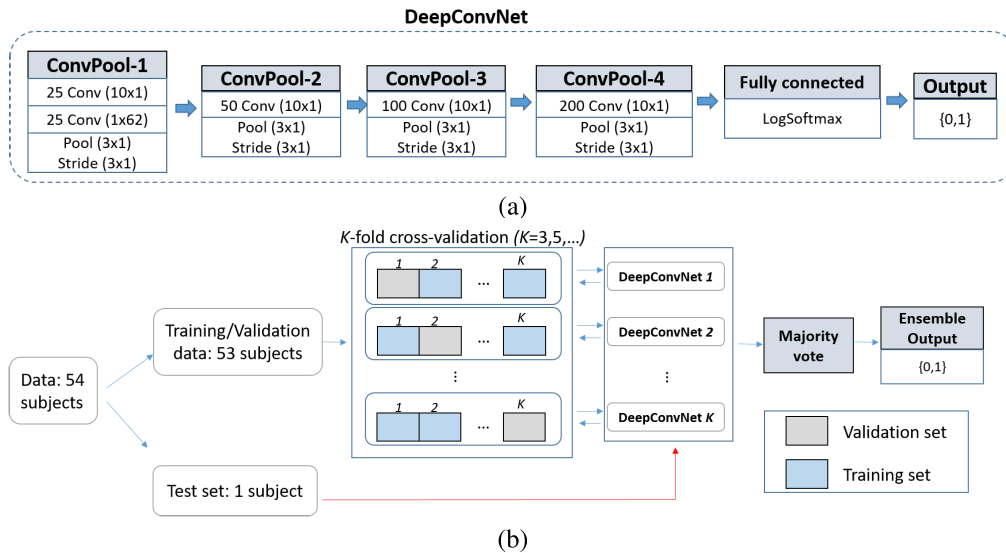 DeepConvNet
ConvPool-1
25 Conv (10x1)
25 Conv (1x62)
Pool (3x1)
Stride (3x1)
ConvPool-2
50 Conv (10x1)
Pool (3x1)
Stride (3x1)
ConvPool-3
100 Conv (10x1)
Pool (3x1)
Stride (3x1)
ConvPool-4
200 Conv (10x1)
Pool (3x1)
Stride (3x1)
Fully connected
LogSoftmax
Output
{0,1}
(a)
K-fold cross-validation (K=3,5,...)
1 2 K
...
1 2 K
...
⋮
1 2 K
...
DeepConvNet 1
DeepConvNet 2
⋮
DeepConvNet K
Data: 54
subjects
Training/Validation
data: 53 subjects
Test set: 1 subject
Majority
vote
Ensemble
Output
{0,1}
Validation set
Training set
(b)